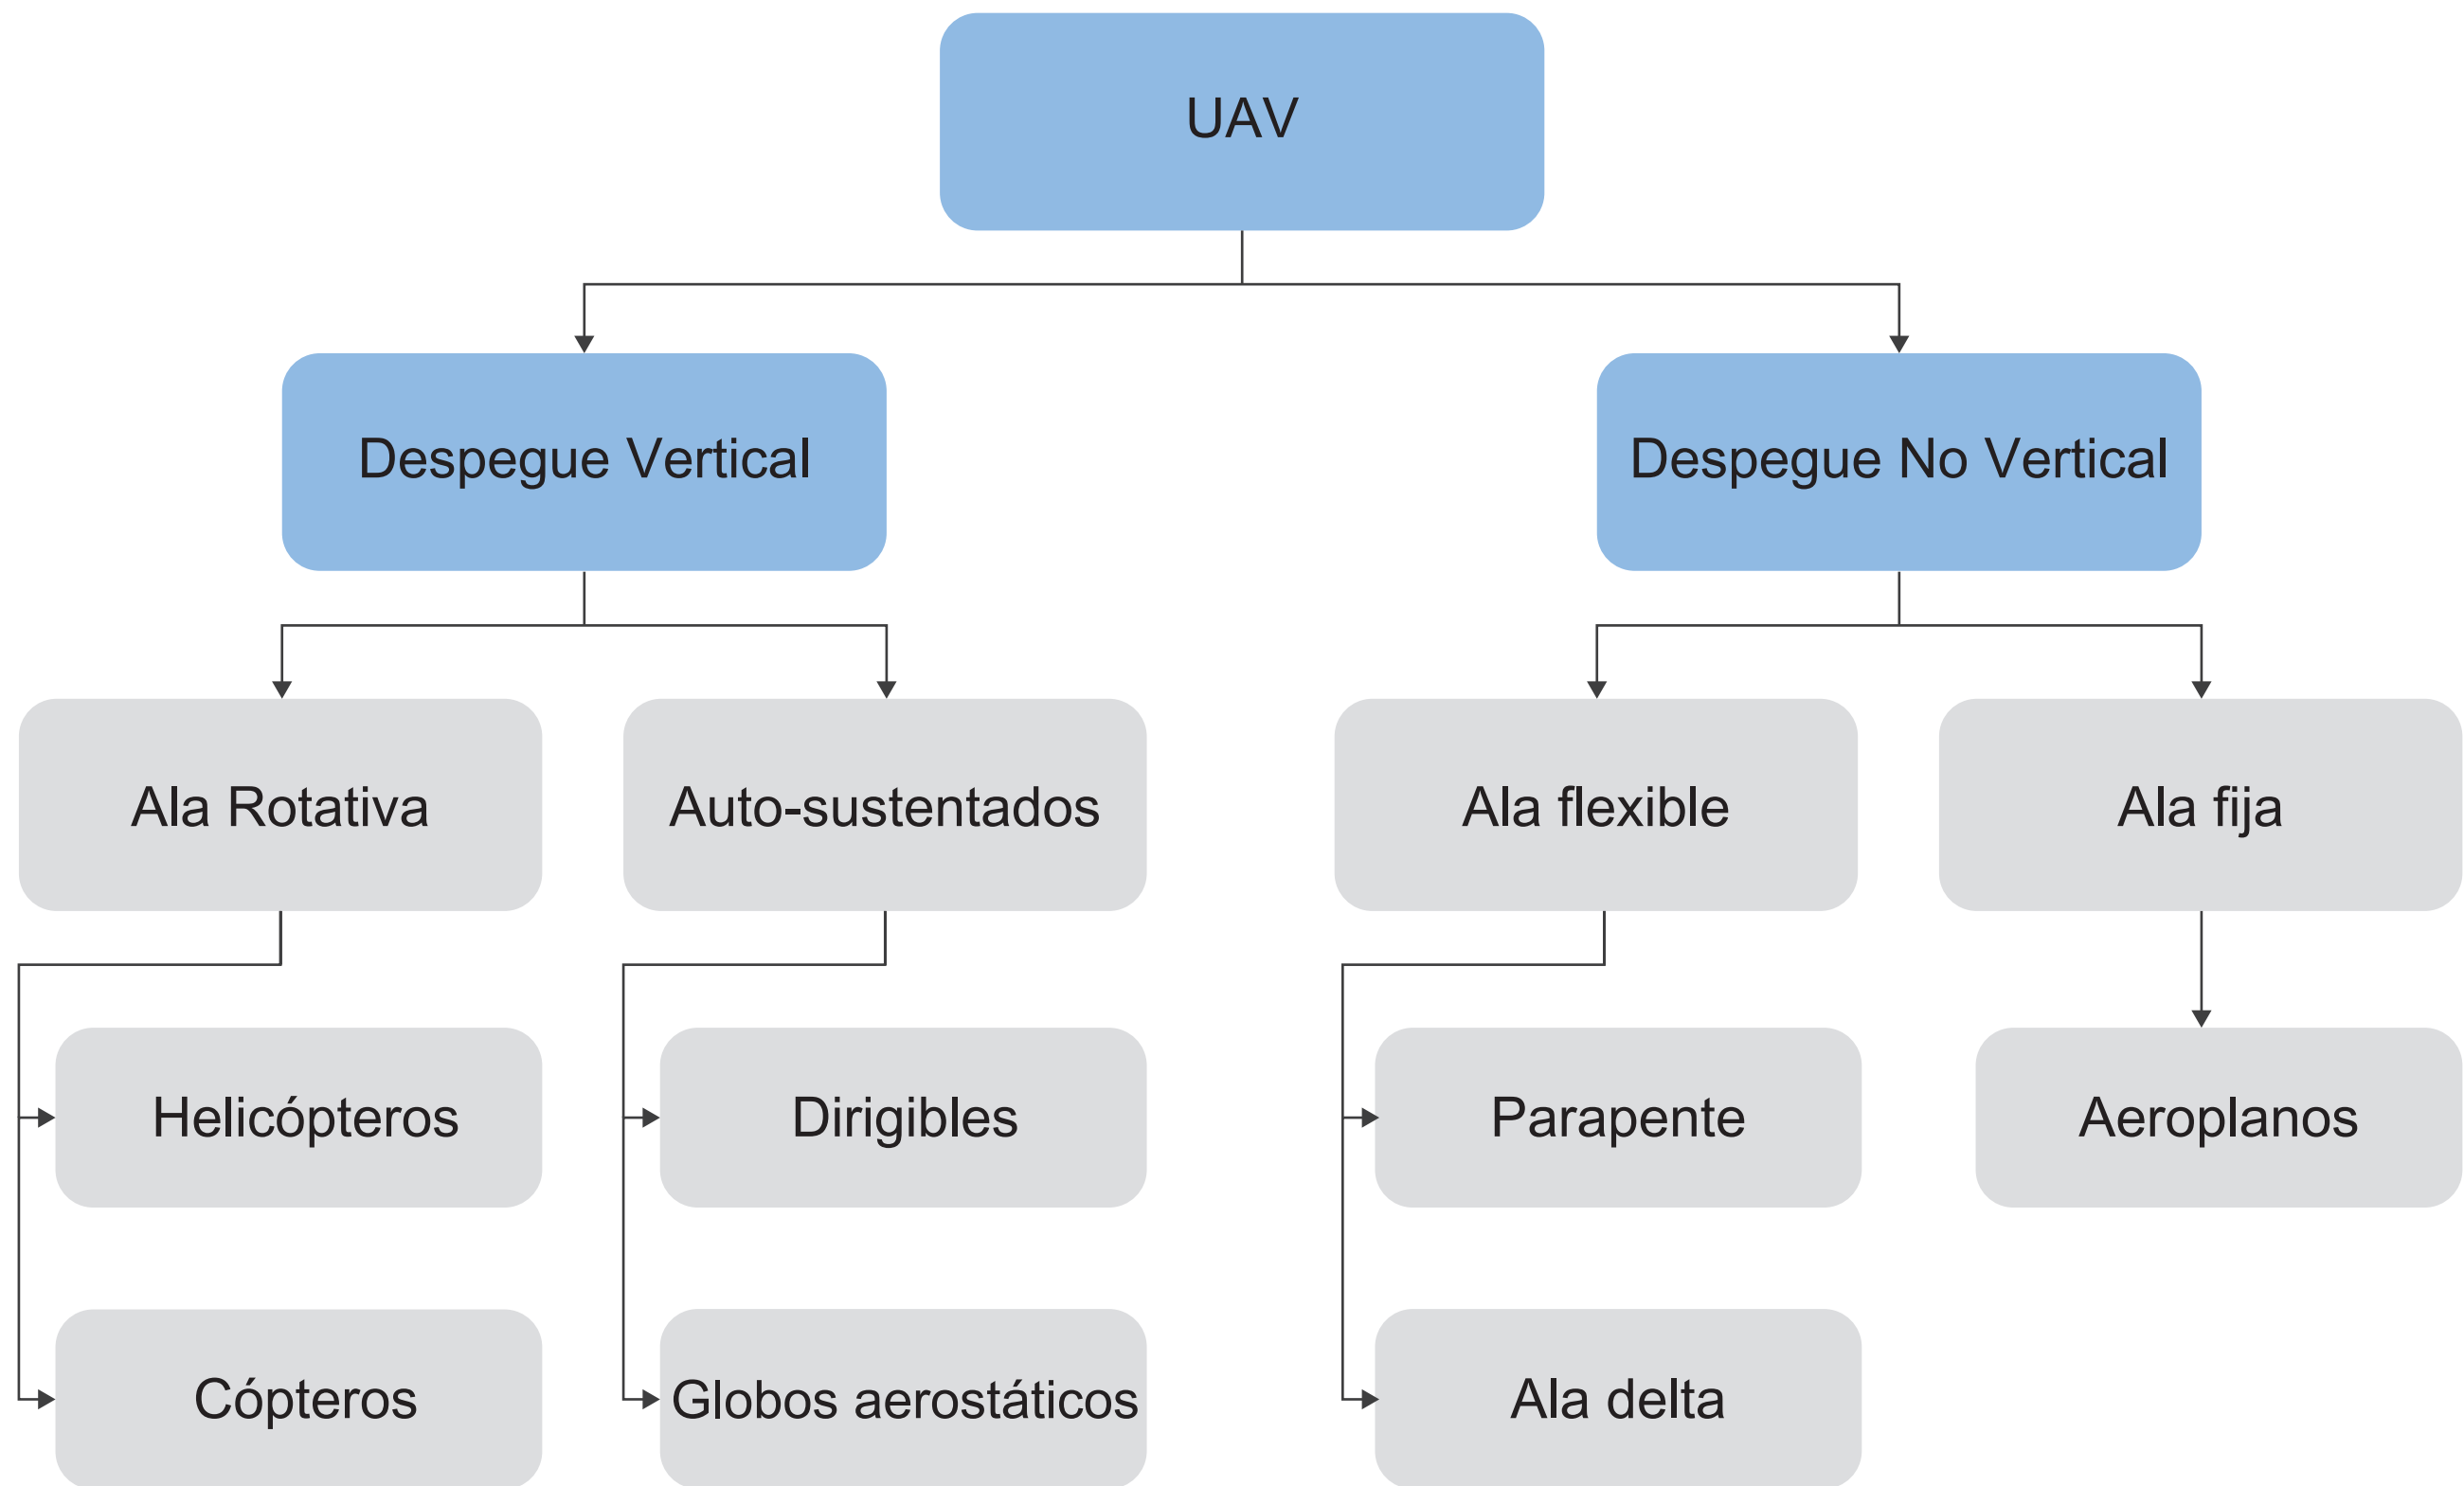 UAV
Despegue Vertical
Despegue No Vertical
Ala Rotativa
Auto-sustentados
Ala flexible
Ala fija
Helicópteros
Dirigibles
Parapente
Aeroplanos
Cópteros
Globos aerostáticos
Ala delta